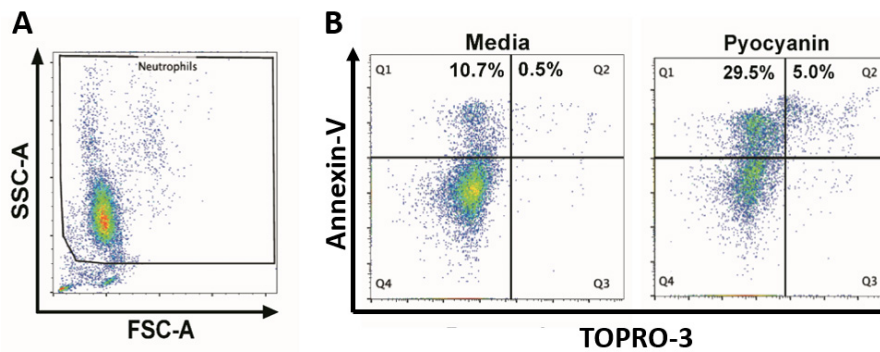 A
Neutrophils
SSC-A
FSC-A
B
Media
Q1
10.7%
0.5%
Q2
Q4
Q3
Pyocyanin
Q1
29.5%
5.0%
Q2
Q4
Q3
Annexin-V
TOPRO-3